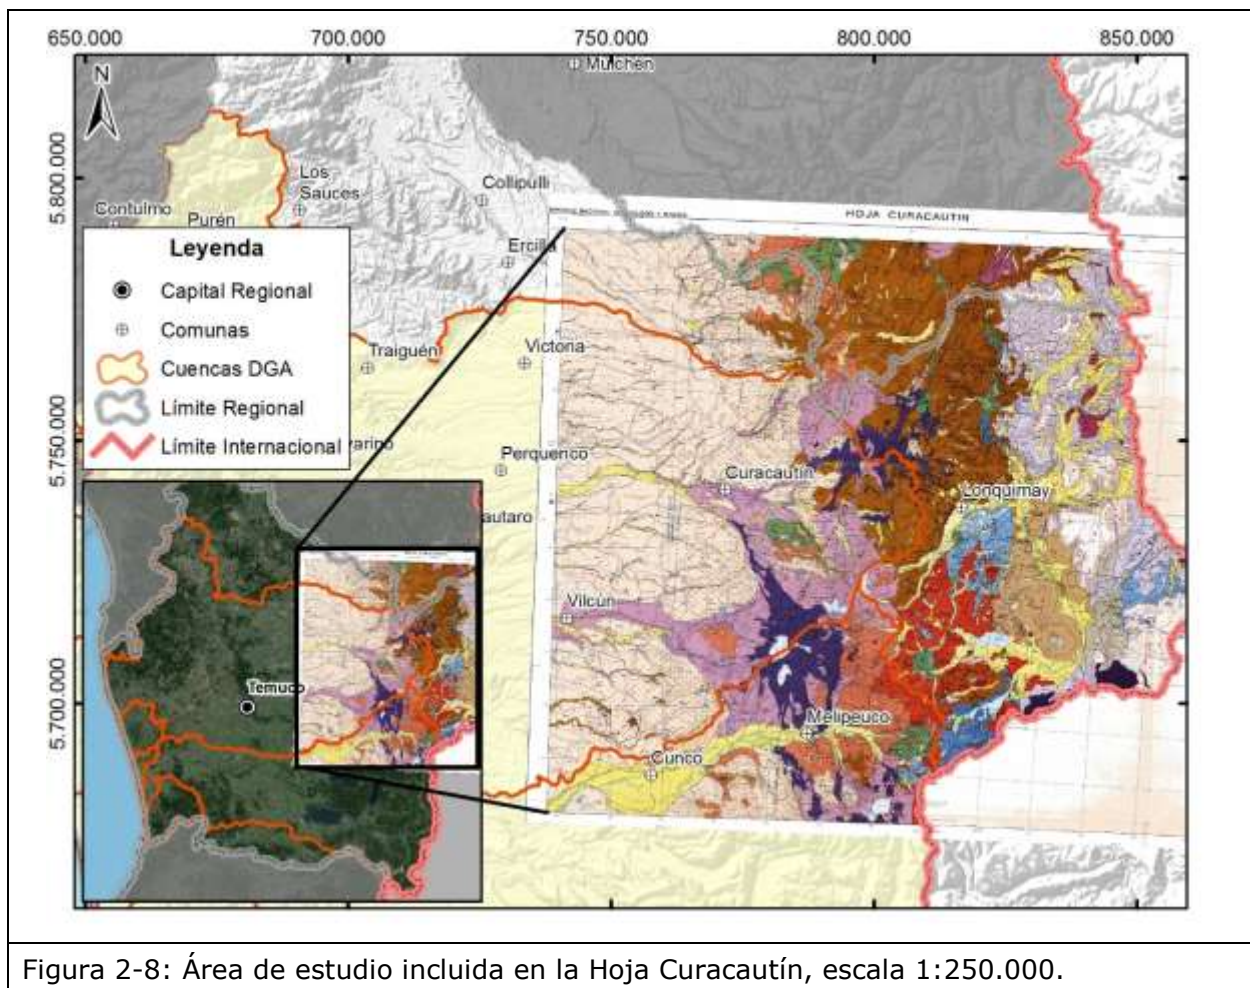 650.000 700.000 750.000 800.000 850.000
N
Mulchen
5.800.000
Los
Sauces
Collipulli
Contulmo
Purén
HOJA CURACAUTIN
Ercilla
Leyenda
Capital Regional
Comunas
Cuencas DGA
Límite Regional
Límite Internacional
Traiguén
Victoria
5.750.000
varino
Perquenco
Curacautín
Lonquimay
autaro
Vilcún
5.700.000
Temuco
Melipeuco
Cunco
Figura 2-8: Área de estudio incluida en la Hoja Curacautín, escala 1:250.000.